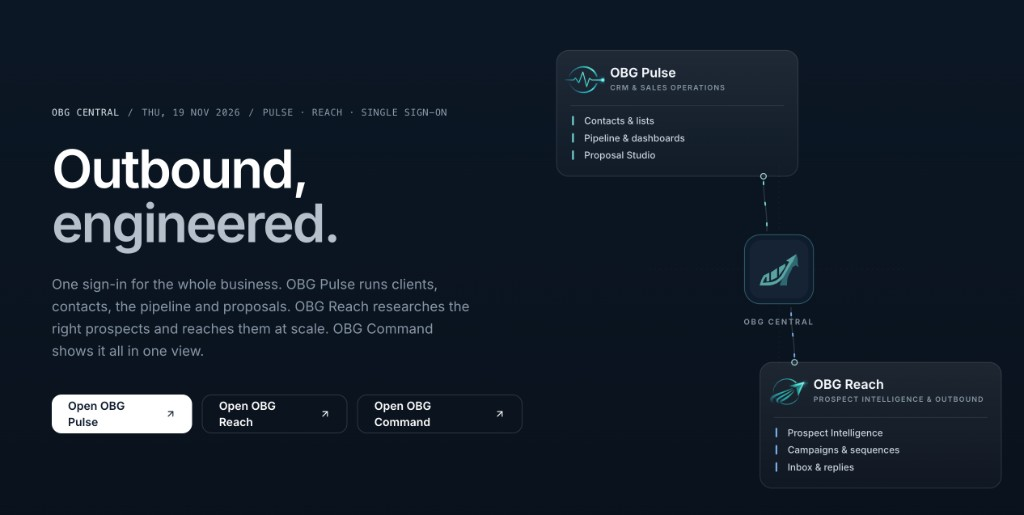 OBG CENTRAL / THU, 19 NOV 2026 / PULSE · REACH · SINGLE SIGN-ON
Outbound,
engineered.
One sign-in for the whole business. OBG Pulse runs clients,
contacts, the pipeline and proposals. OBG Reach researches the
right prospects and reaches them at scale. OBG Command
shows it all in one view.
Open OBG
Pulse
Open OBG
Reach
Open OBG
Command
OBG Pulse
CRM & SALES OPERATIONS
Contacts & lists
Pipeline & dashboards
Proposal Studio
OBG CENTRAL
OBG Reach
PROSPECT INTELLIGENCE & OUTBOUND
Prospect Intelligence
Campaigns & sequences
Inbox & replies